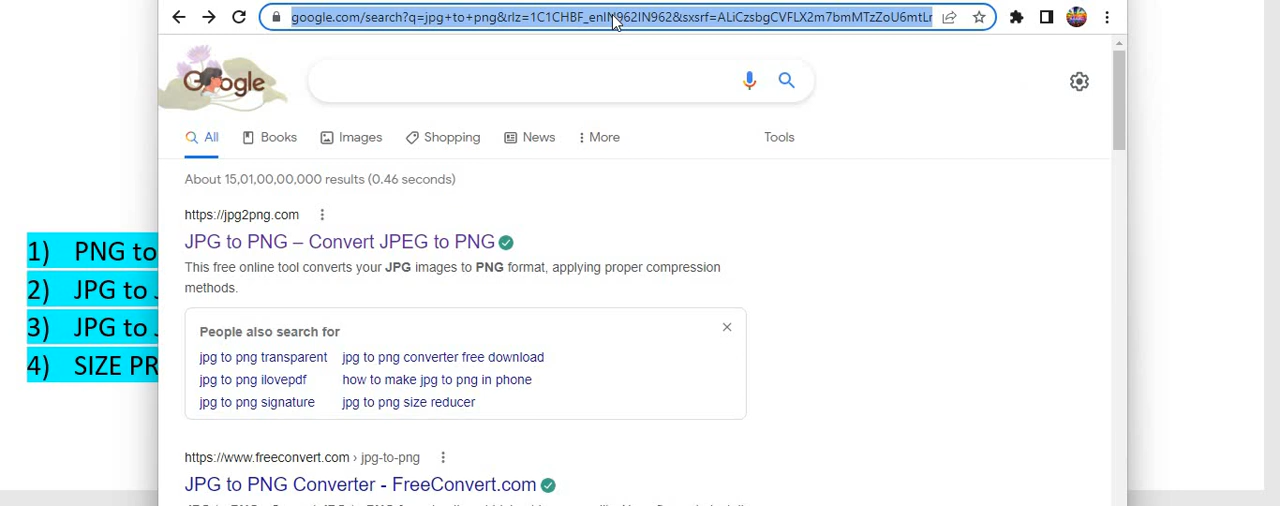 google.com/search?q=jpg+to+png&rlz=1C1CHBF_enIN962IN962&sxsrf=ALiCzsbgCVFLX2m7bmMTzZoU6mtLr
Google
All Books Images Shopping News More Tools
About 15,01,00,00,000 results (0.46 seconds)
https://jpg2png.com
JPG to PNG – Convert JPEG to PNG
This free online tool converts your JPG images to PNG format, applying proper compression
methods.
People also search for
jpg to png transparent jpg to png converter free download
jpg to png ilovepdf how to make jpg to png in phone
jpg to png signature jpg to png size reducer
https://www.freeconvert.com › jpg-to-png
JPG to PNG Converter - FreeConvert.com
1) PNG to
2) JPG to
3) JPG to
4) SIZE PR